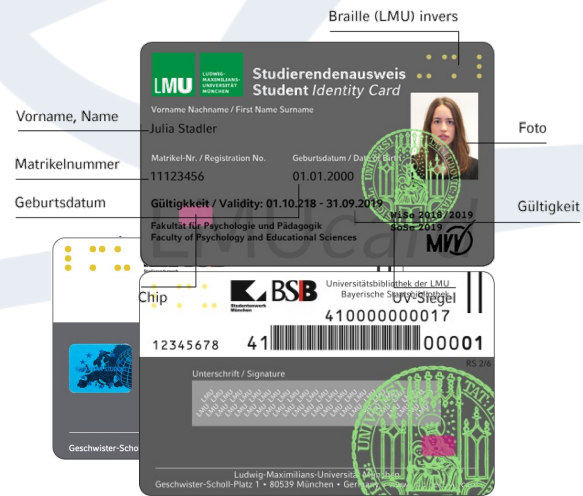 Braille (LMU) invers
LMU
LUDWIG-
MAXIMILIANS-
UNIVERSITÄT
MÜNCHEN
Studierendenausweis
Student Identity Card
Vorname Nachname / First Name Surname
Vorname, Name
Julia Stadler
Foto
Matrikel-Nr. / Registration No.
Geburtsdatum / Date of Birth
Matrikelnummer
11123456
01.01.2000
Geburtsdatum
Gültigkkeit / Validity: 01.10.218 - 31.09.2019
Gültigkeit
WiSe 2018/2019
SoSe 2019
Fakultät für Psychologie und Pädagogik
Faculty of Psychology and Educational Sciences
MVV
LMUcard
Chip
Studentenwerk
München
BSB
Universitätsbibliothek der LMU
Bayerische Staatsbibliothek
UV-Siegel
410000000017
12345678
41
00001
RS 2/6
Unterschrift / Signature
Ludwig-Maximilians-Universität München
Geschwister-Scho
Geschwister-Scholl-Platz 1 • 80539 München •